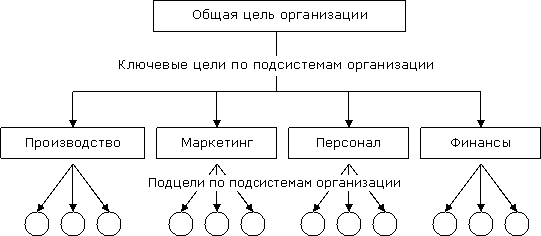 Общая цель организации
Ключевые цели по подсистемам организации
Производство
Маркетинг
Персонал
Финансы
Подцели по подсистемам организации